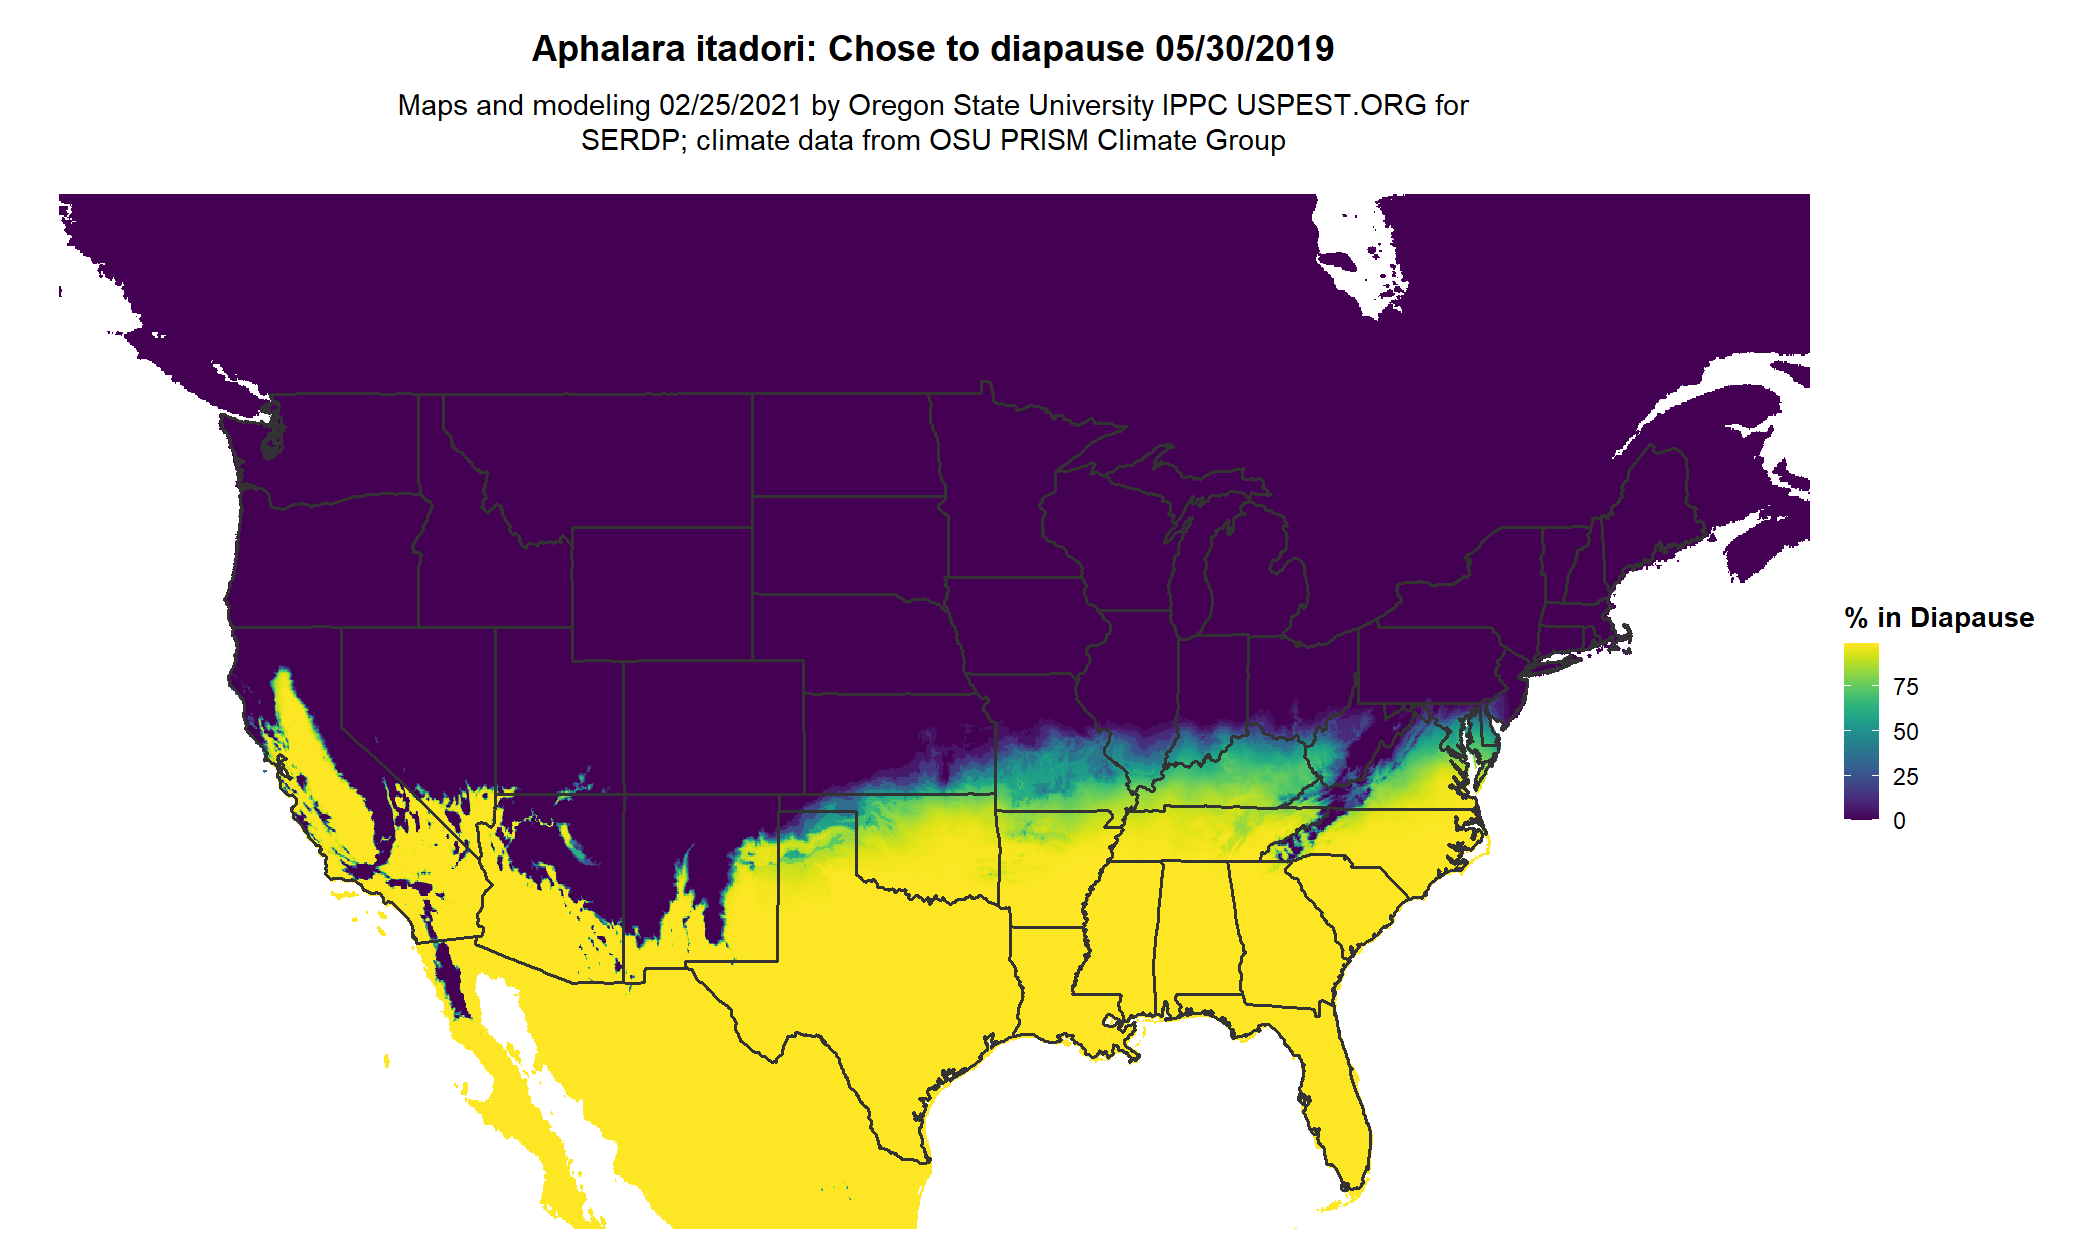 Aphalara itadori: Chose to diapause 05/30/2019
Maps and modeling 02/25/2021 by Oregon State University IPPC USPEST.ORG for
SERDP; climate data from OSU PRISM Climate Group
% in Diapause
75
50
25
0